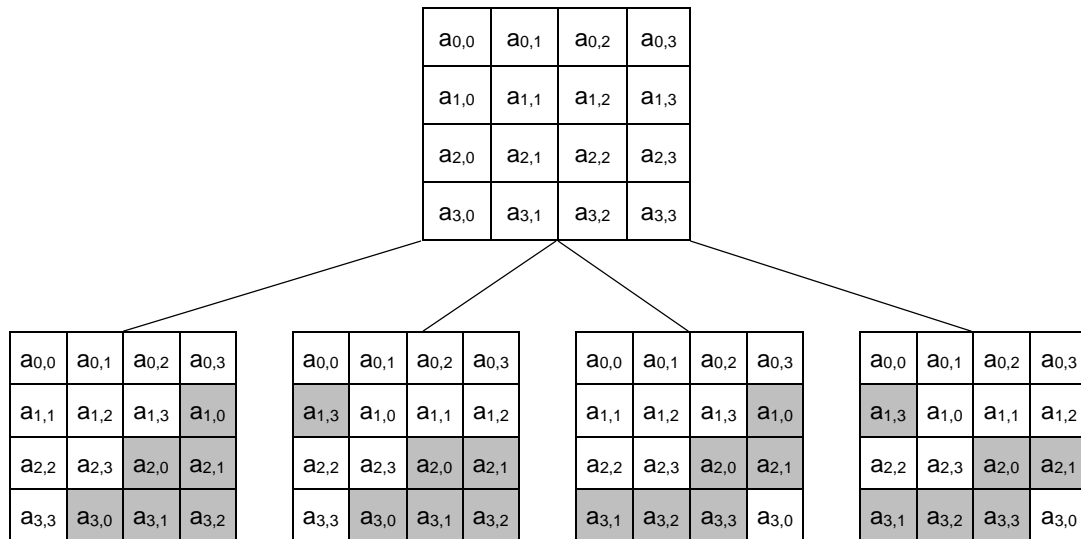 a0,0 a0,1 a0,2 a0,3
a1,0 a1,1 a1,2 a1,3
a2,0 a2,1 a2,2 a2,3
a3,0 a3,1 a3,2 a3,3
a0,0 a0,1 a0,2 a0,3
a1,1 a1,2 a1,3 a1,0
a2,2 a2,3 a2,0 a2,1
a3,3 a3,0 a3,1 a3,2
a0,0 a0,1 a0,2 a0,3
a1,3 a1,0 a1,1 a1,2
a2,2 a2,3 a2,0 a2,1
a3,3 a3,0 a3,1 a3,2
a0,0 a0,1 a0,2 a0,3
a1,1 a1,2 a1,3 a1,0
a2,2 a2,3 a2,0 a2,1
a3,1 a3,2 a3,3 a3,0
a0,0 a0,1 a0,2 a0,3
a1,3 a1,0 a1,1 a1,2
a2,2 a2,3 a2,0 a2,1
a3,1 a3,2 a3,3 a3,0